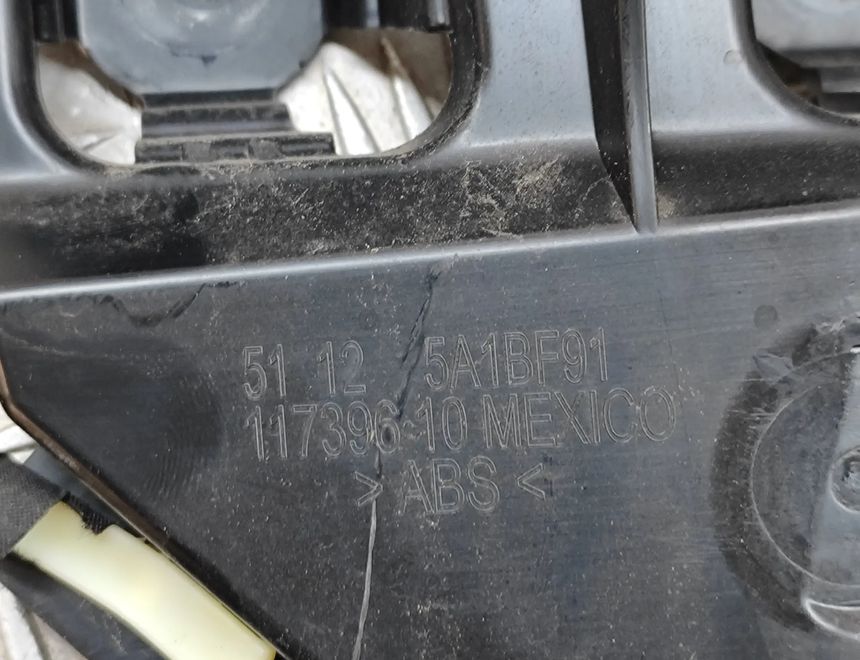 51 12 5A1BF91
117396-10 MEXICO
> ABS <